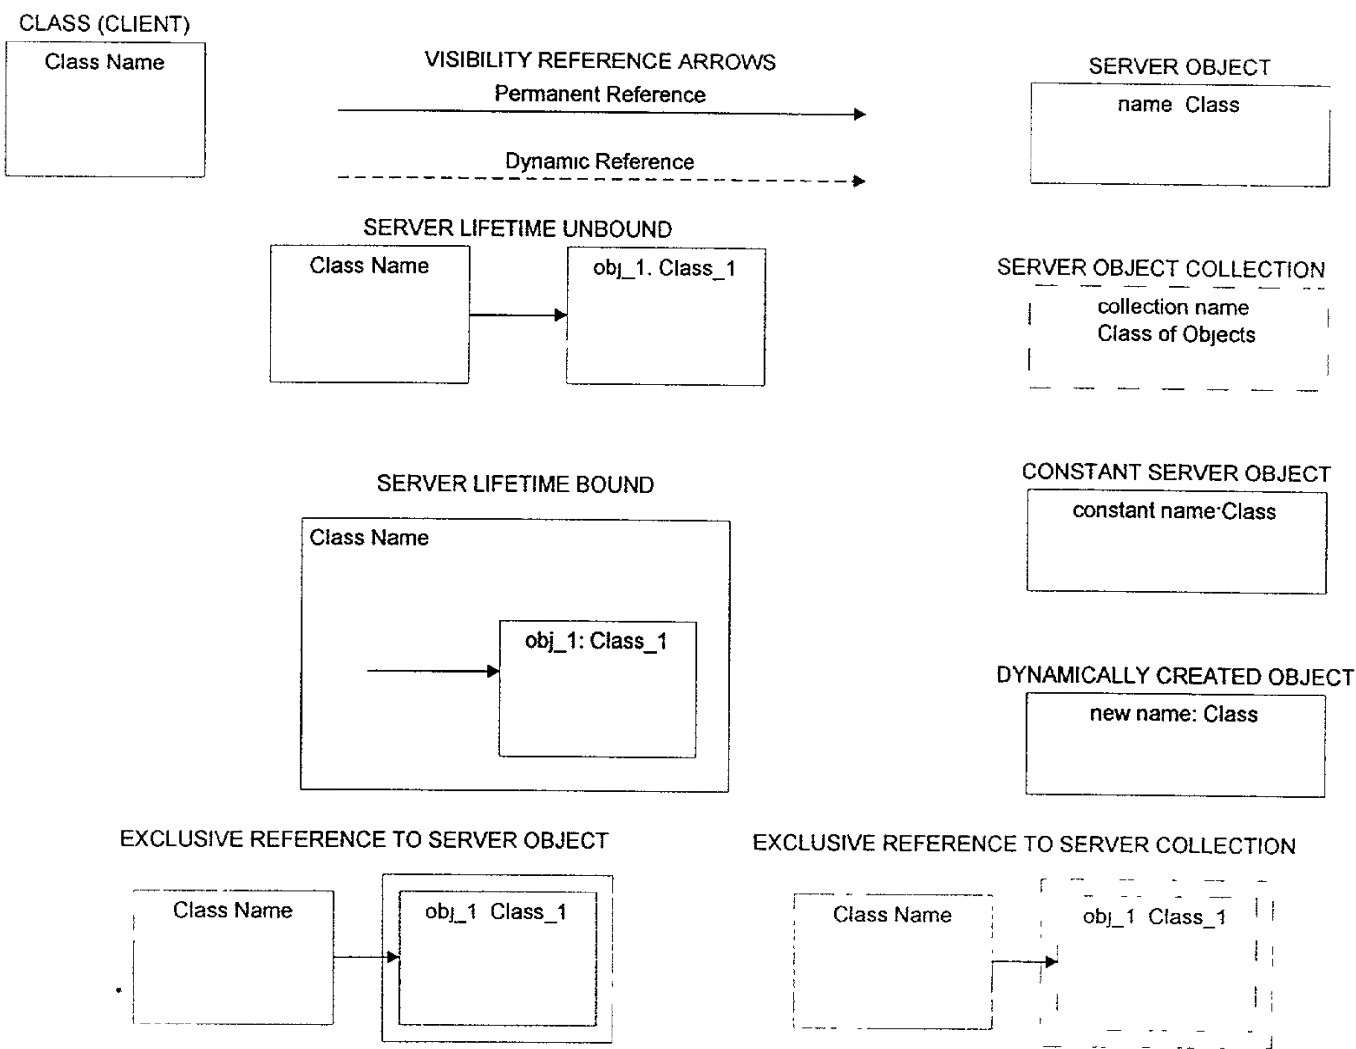 CLASS (CLIENT)
Class Name
VISIBILITY REFERENCE ARROWS
Permanent Reference
Dynamic Reference
SERVER OBJECT
name Class
SERVER LIFETIME UNBOUND
Class Name
obj_1. Class_1
SERVER OBJECT COLLECTION
collection name
Class of Objects
SERVER LIFETIME BOUND
Class Name
obj_1: Class_1
CONSTANT SERVER OBJECT
constant name·Class
DYNAMICALLY CREATED OBJECT
new name: Class
EXCLUSIVE REFERENCE TO SERVER OBJECT
Class Name
obj_1 Class_1
EXCLUSIVE REFERENCE TO SERVER COLLECTION
Class Name
obj_1 Class_1